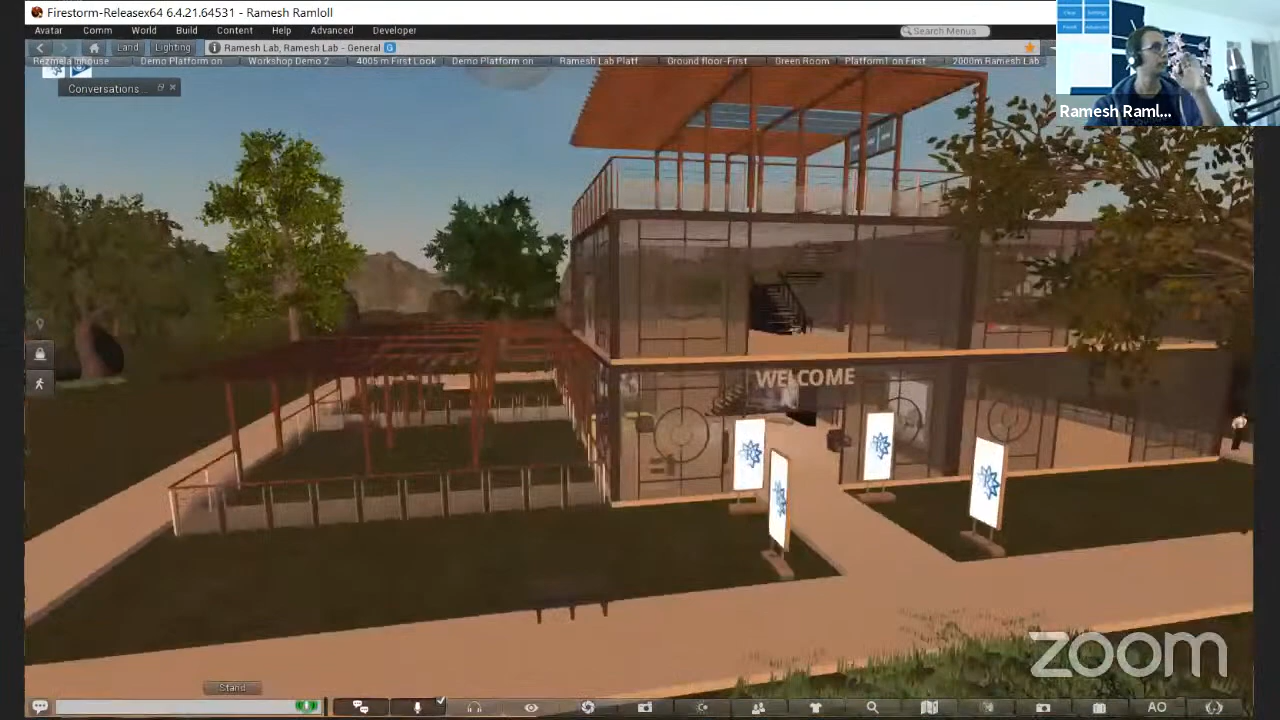 Firestorm-Releasex64 6.4.21.64531 - Ramesh Ramloll
Avatar Comm World Build Content Help Advanced Developer
Search Menus
Land Lighting Ramesh Lab, Ramesh Lab - General G
Rezmela Inhouse Demo Platform on Workshop Demo 2 4005 m First Look Demo Platform on Ramesh Lab Platf Ground floor-First Green Room Platform1 on First 2000m Ramesh Lab
Conversations
Ramesh Raml...
WELCOME
zoom
Stand
AO